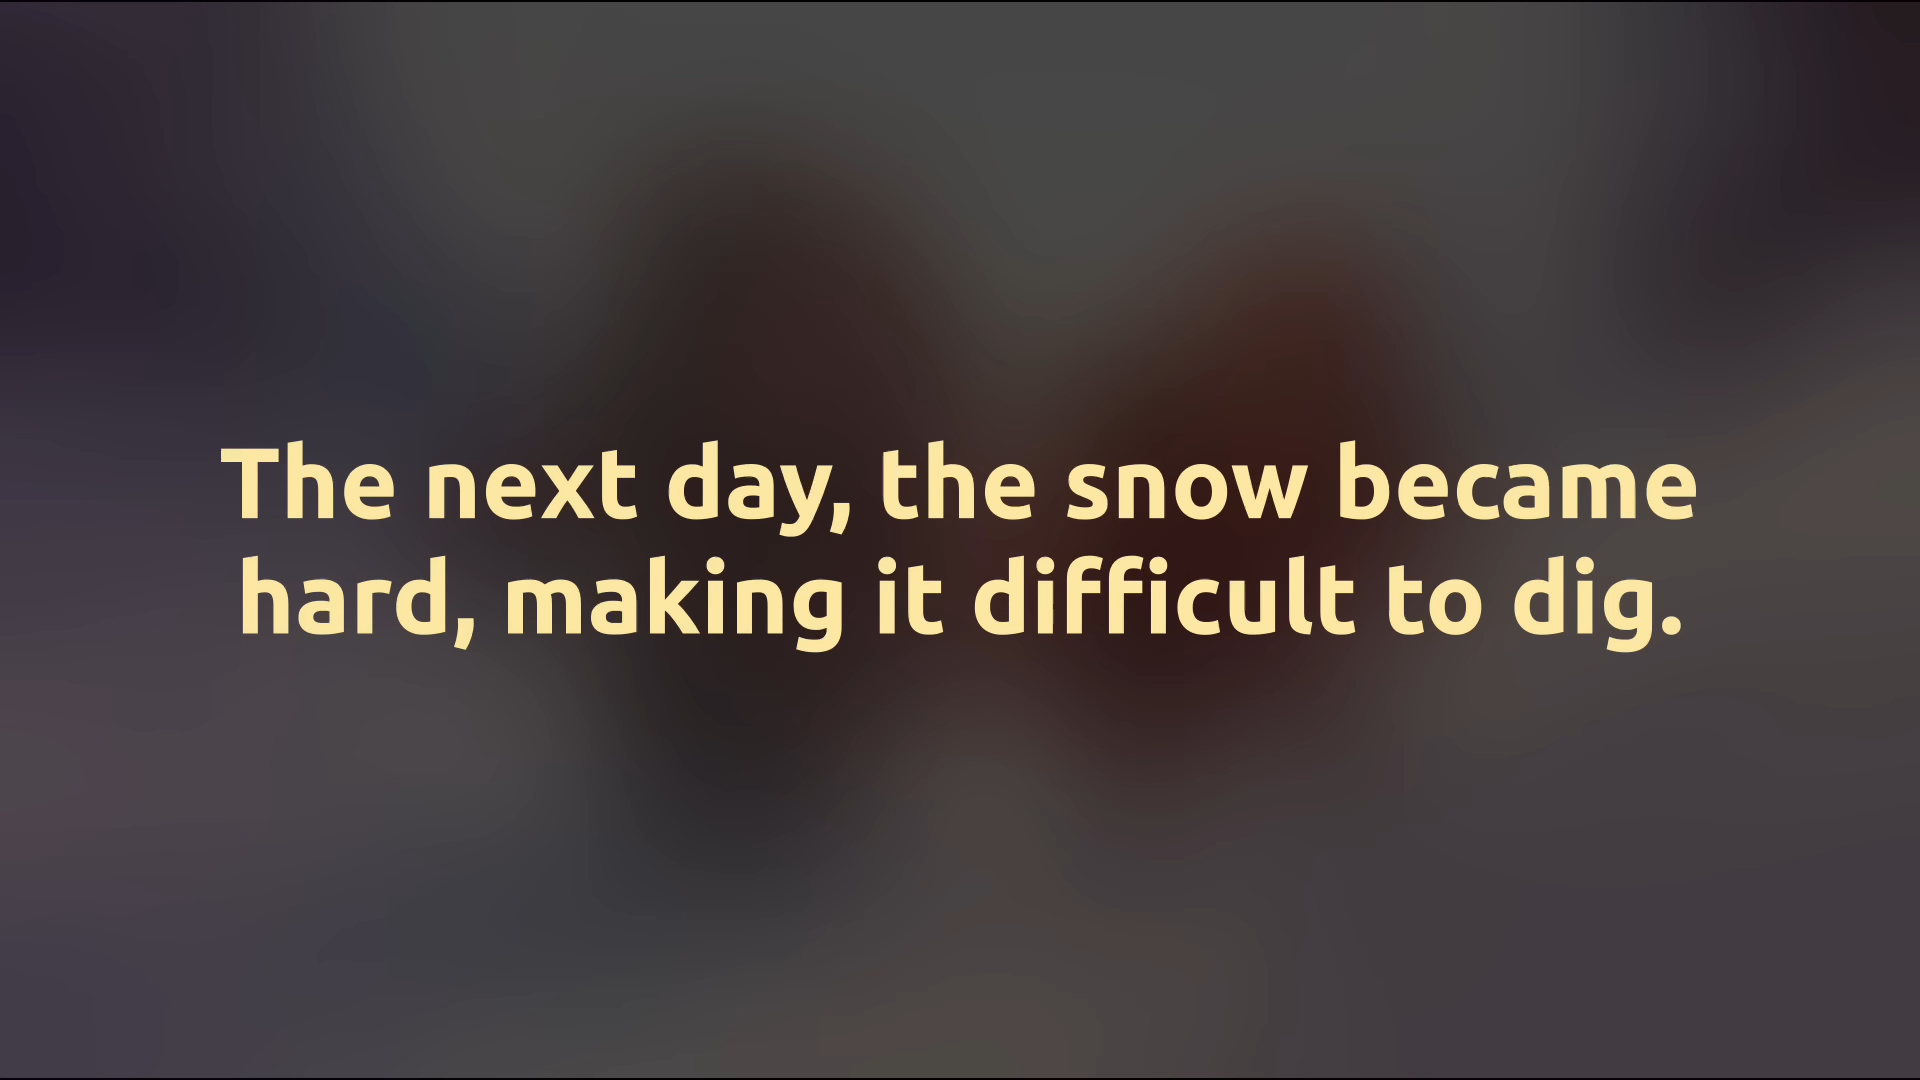 The next day, the snow became
hard, making it difficult to dig.